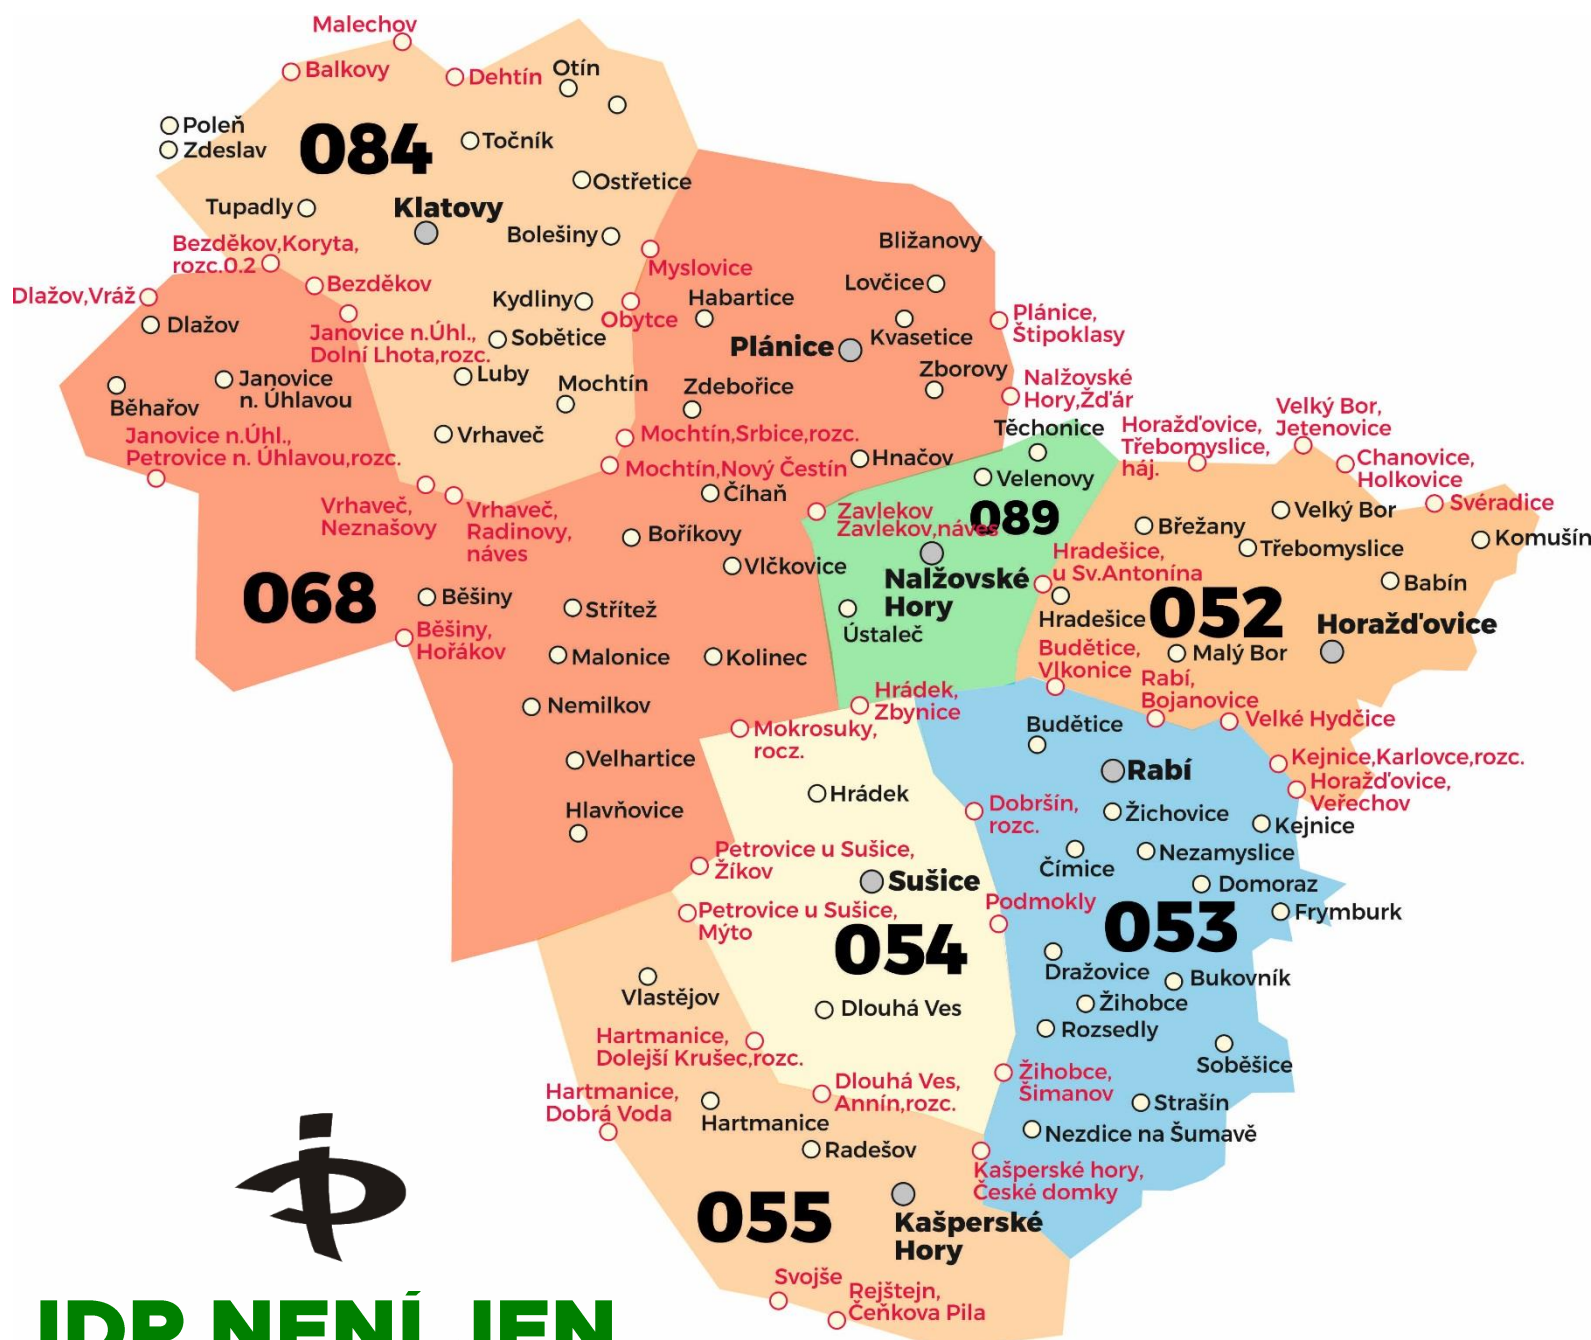 Malechov
Balkovy
Dehtín
Otín
Poleň
Zdeslav
084
Točník
Ostřetice
Tupadly
Klatovy
Bolešiny
Bližanovy
Bezděkov,Koryta,
rozc.0.2
Myslovice
Bezděkov
Lovčice
Dlažov,Vráž
Kydliny
Habartice
Obytce
Plánice,
Štipoklasy
Dlažov
Janovice n.Úhl.,
Dolní Lhota,rozc.
Sobětice
Plánice
Kvasetice
Luby
Zborovy
Nalžovské
Hory,Žďár
Janovice
n. Úhlavou
Mochtín
Zdebořice
Běhařov
Velký Bor,
Jetenovice
Těchonice
Horažďovice,
Třebomyslice,
háj.
Janovice n.Úhl.,
Petrovice n. Úhlavou,rozc.
Vrhaveč
Mochtín,Srbice,rozc.
Hnačov
Chanovice,
Holkovice
Mochtín,Nový Čestín
Velenovy
Číhaň
Vrhaveč,
Neznašovy
Vrhaveč,
Radinovy,
náves
Zavlekov
Zavlekov,náves
089
Velký Bor
Svéradice
Břežany
Boříkovy
Třebomyslice
Komušín
Hradešice,
u Sv.Antonína
Vlčkovice
Nalžovské
Hory
Babín
068
Běšiny
Střítež
Hradešice
052
Horažďovice
Běšiny,
Hořákov
Ústaleč
Malonice
Kolinec
Budětice,
Vlkonice
Malý Bor
Rabí,
Bojanovice
Hrádek,
Zbynice
Nemilkov
Mokrosuky,
rocz.
Budětice
Velké Hydčice
Velhartice
Kejnice,Karlovce,rozc.
Rabí
Horažďovice,
Veřechov
Hrádek
Hlavňovice
Dobršín,
rozc.
Žichovice
Kejnice
Petrovice u Sušice,
Žíkov
Nezamyslice
Čímice
Sušice
Domoraz
Petrovice u Sušice,
Mýto
Podmokly
Frymburk
054
053
Dražovice
Bukovník
Vlastějov
Dlouhá Ves
Žihobce
Rozsedly
Hartmanice,
Dolejší Krušec,rozc.
Soběšice
Hartmanice,
Dobrá Voda
Dlouhá Ves,
Annín,rozc.
Žihobce,
Šimanov
Strašín
Hartmanice
Nezdice na Šumavě
Radešov
Kašperské hory,
České domky
055
Kašperské
Hory
Svojše
Rejštejn,
Čeňkova Pila
IDP NENÍ JEN